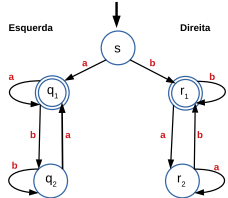 Esquerda Direita
s
a b
a q1 r1 b
b a a b
b q2 r2 a